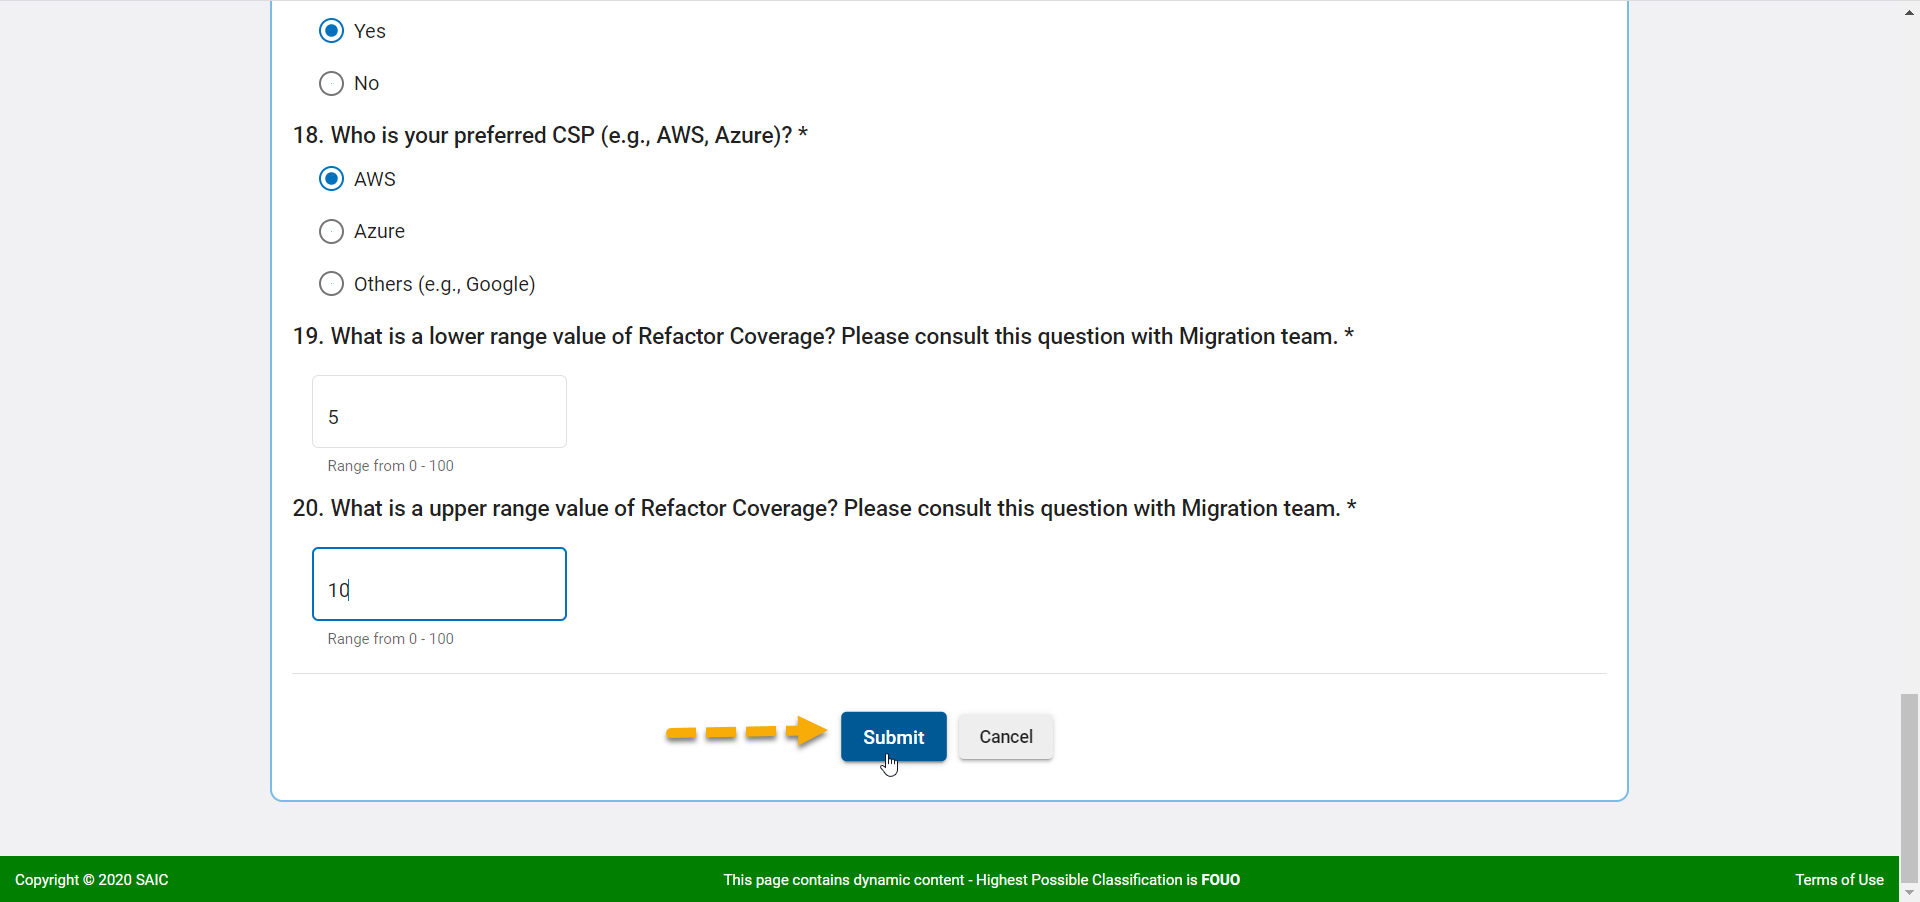 Yes
No
18. Who is your preferred CSP (e.g., AWS, Azure)? *
AWS
Azure
Others (e.g., Google)
19. What is a lower range value of Refactor Coverage? Please consult this question with Migration team. *
5
Range from 0 - 100
20. What is a upper range value of Refactor Coverage? Please consult this question with Migration team. *
10
Range from 0 - 100
Submit Cancel
Copyright © 2020 SAIC This page contains dynamic content - Highest Possible Classification is FOUO Terms of Use